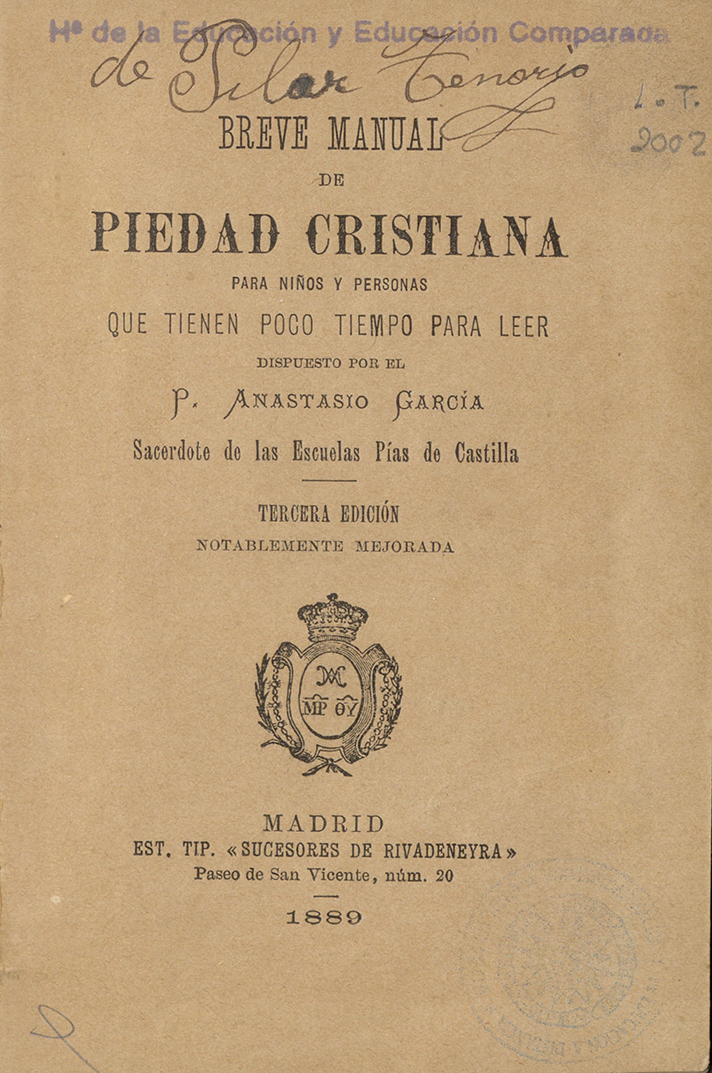 Hª de la Educación y Educación Comparada
de Pilar Tenorio
L. T.
2002
BREVE MANUAL
DE
PIEDAD CRISTIANA
PARA NIÑOS Y PERSONAS
QUE TIENEN POCO TIEMPO PARA LEER
DISPUESTO POR EL
P. ANASTASIO GARCÍA
Sacerdote de las Escuelas Pías de Castilla
TERCERA EDICIÓN
NOTABLEMENTE MEJORADA
MP ΘY
MADRID
EST. TIP. «SUCESORES DE RIVADENEYRA»
Paseo de San Vicente, núm. 20
1889